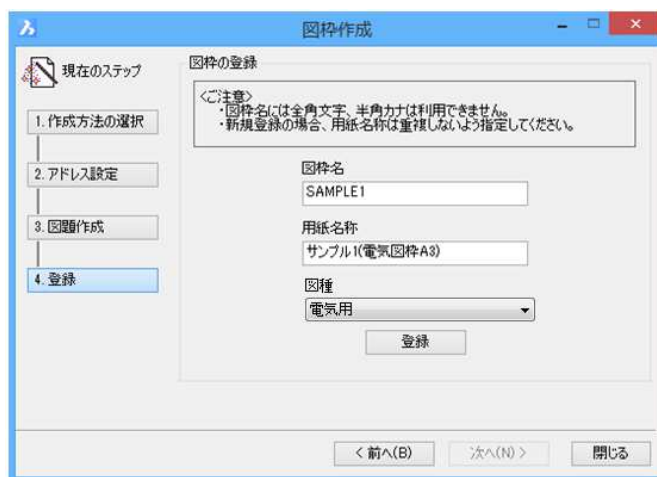 図枠作成
現在のステップ
1.作成方法の選択
2.アドレス設定
3.図題作成
4.登録
図枠の登録
<ご注意>
・図枠名には全角文字、半角カナは利用できません。
・新規登録の場合、用紙名称は重複しないよう指定してください。
図枠名
SAMPLE1
用紙名称
サンプル1(電気図枠A3)
図種
電気用
登録
< 前へ(B)
次へ(N) >
閉じる